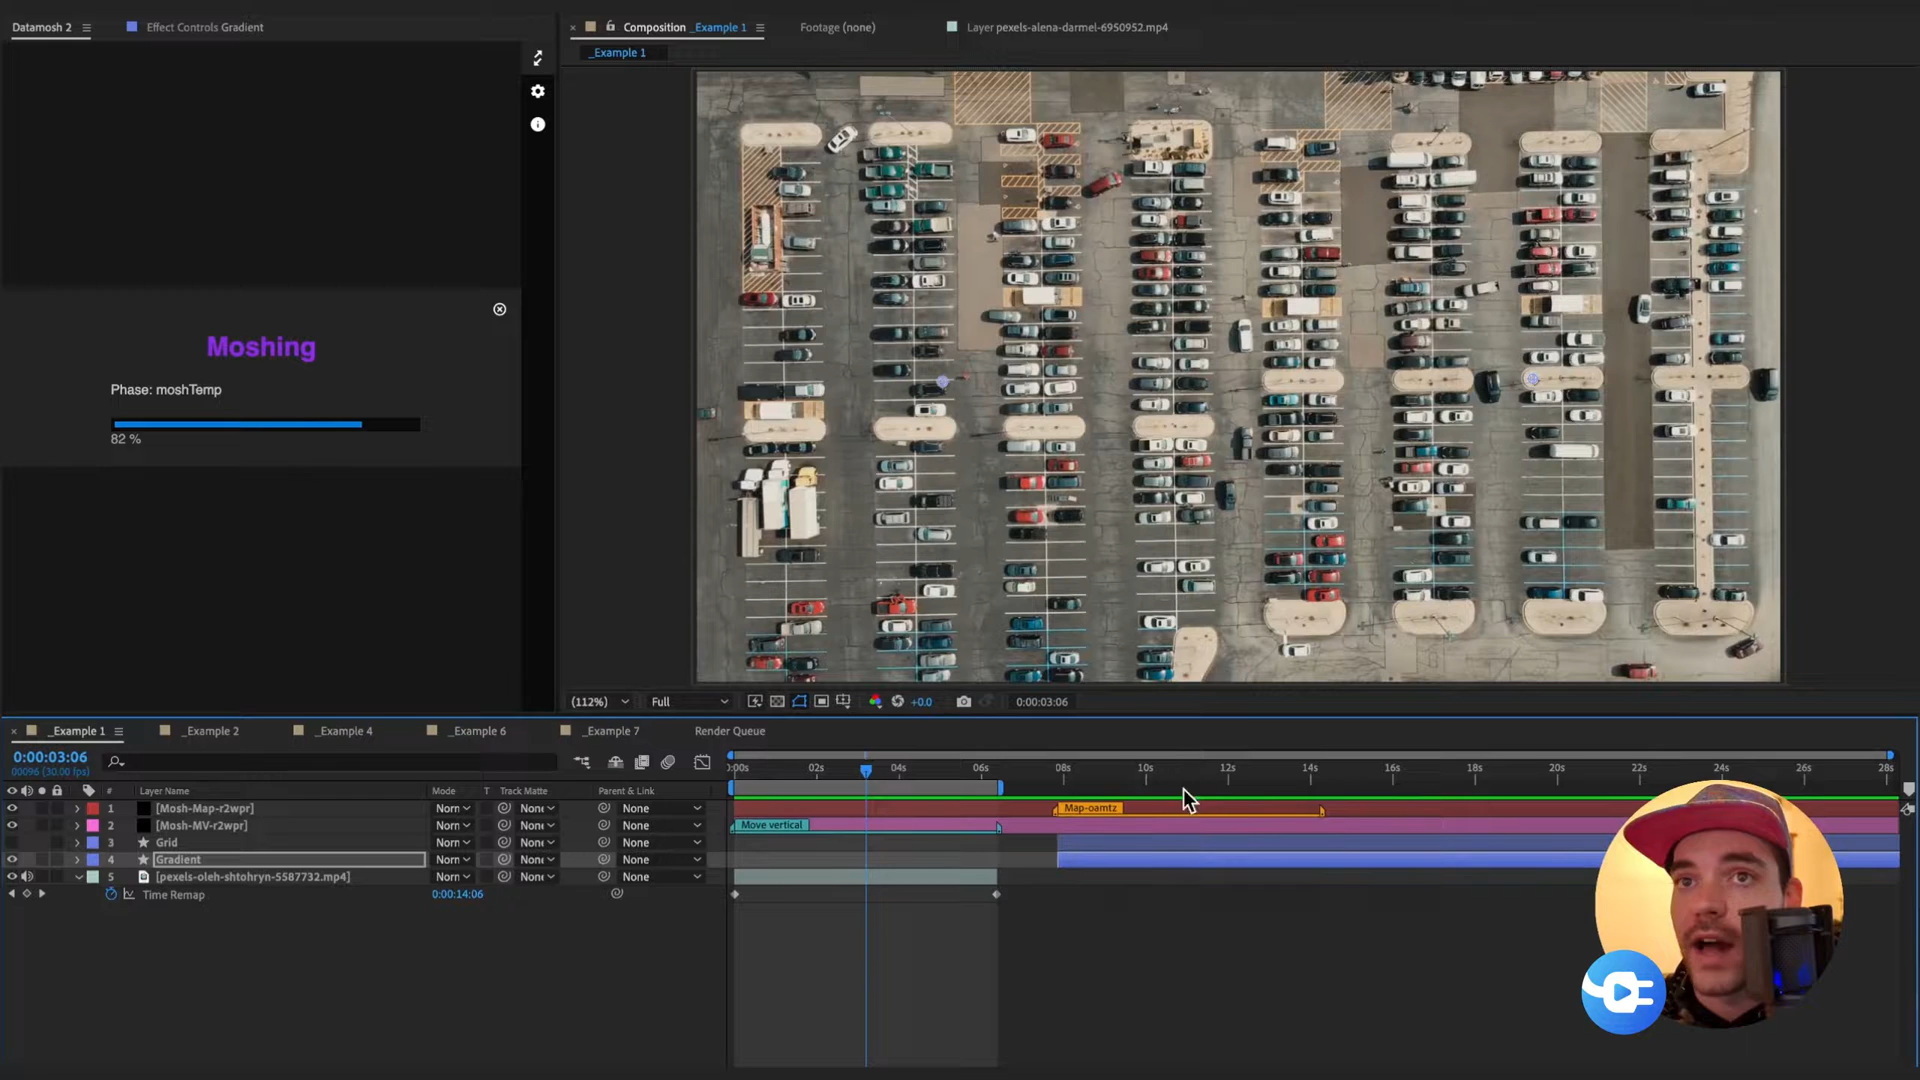 Datamosh 2
Effect Controls Gradient
Composition _Example 1
Footage (none)
Layer pexels-alena-darmel-6950952.mp4
_Example 1
Moshing
Phase: moshTemp
82 %
(112%)
Full
+0.0
0:00:03:06
_Example 1
_Example 2
_Example 4
_Example 6
_Example 7
Render Queue
0:00:03:06
00096 (30.00 fps)
:00s 02s 04s 06s 08s 10s 12s 14s 16s 18s 20s 22s 24s 26s 28s
# Layer Name Mode T Track Matte Parent & Link
1 [Mosh-Map-r2wpr] Norn None None Map-oamtz
2 [Mosh-MV-r2wpr] Norn None None Move vertical
3 Grid Norn None None
4 Gradient Norn None None
5 [pexels-oleh-shtohryn-5587732.mp4] Norn None None
Time Remap 0:00:14:06